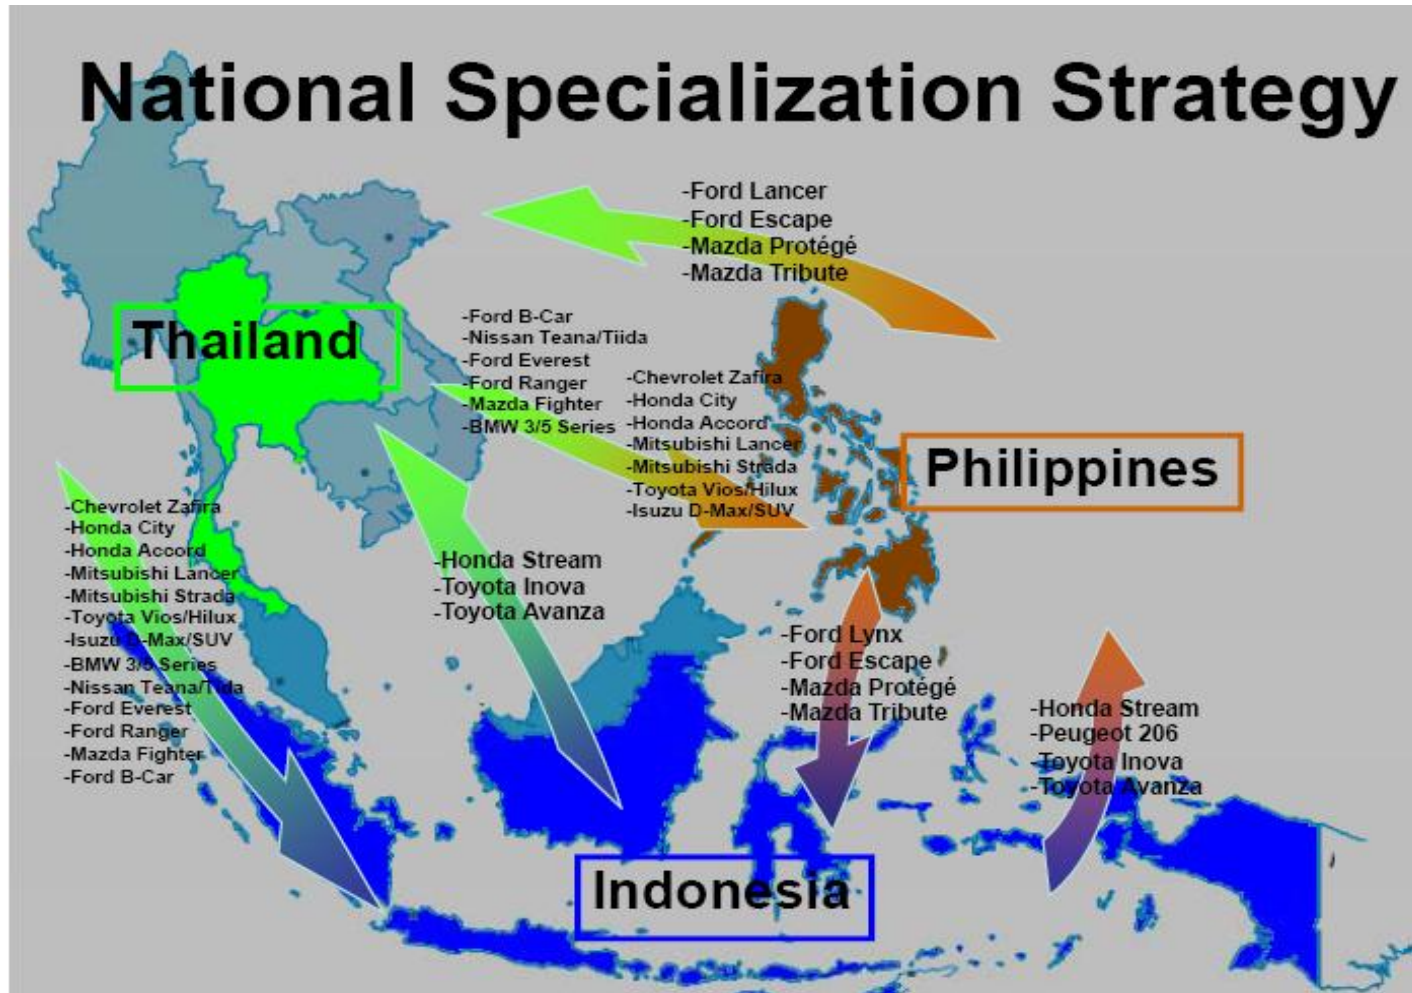 National Specialization Strategy
-Ford Lancer
-Ford Escape
-Mazda Protégé
-Mazda Tribute
Thailand
-Ford B-Car
-Nissan Teana/Tiida
-Ford Everest
-Ford Ranger
-Mazda Fighter
-BMW 3/5 Series
-Chevrolet Zafira
-Honda City
-Honda Accord
-Mitsubishi Lancer
-Mitsubishi Strada
-Toyota Vios/Hilux
-Isuzu D-Max/SUV
Philippines
-Chevrolet Zafira
-Honda City
-Honda Accord
-Mitsubishi Lancer
-Mitsubishi Strada
-Toyota Vios/Hilux
-Isuzu D-Max/SUV
-BMW 3/5 Series
-Nissan Teana/Tida
-Ford Everest
-Ford Ranger
-Mazda Fighter
-Ford B-Car
-Honda Stream
-Toyota Inova
-Toyota Avanza
-Ford Lynx
-Ford Escape
-Mazda Protégé
-Mazda Tribute
-Honda Stream
-Peugeot 206
-Toyota Inova
-Toyota Avanza
Indonesia